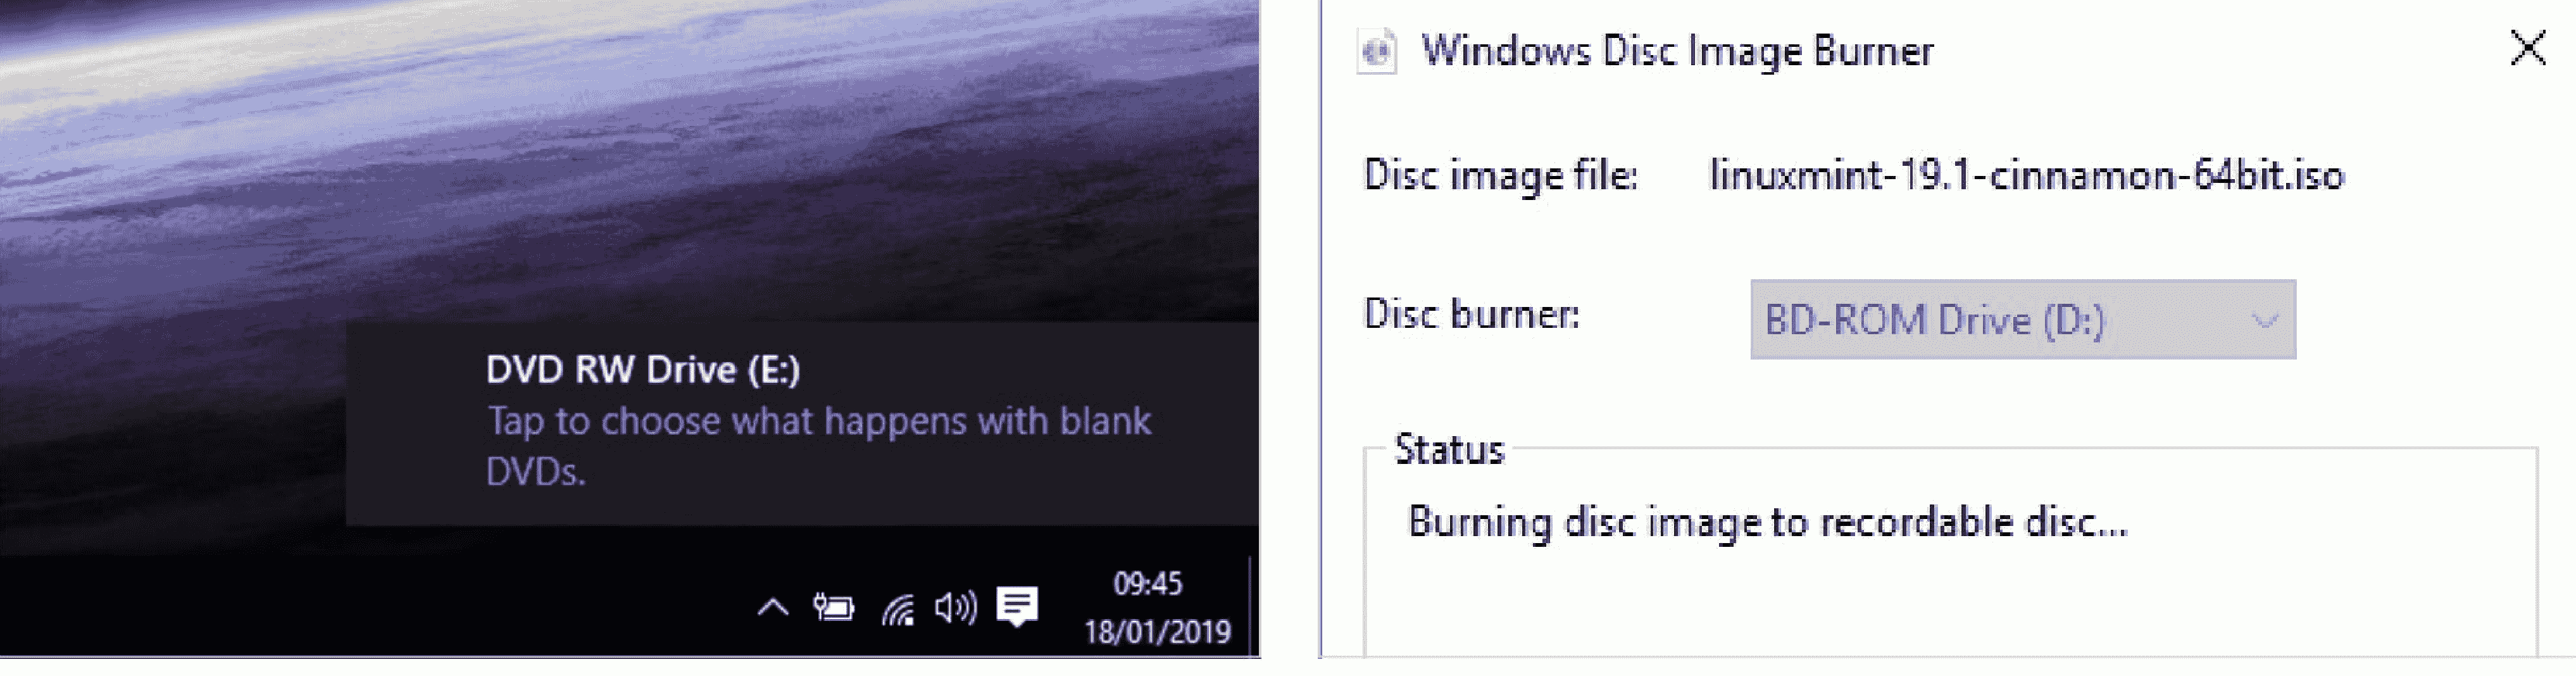 DVD RW Drive (E:)
Tap to choose what happens with blank
DVDs.
09:45
18/01/2019
Windows Disc Image Burner
Disc image file: linuxmint-19.1-cinnamon-64bit.iso
Disc burner: BD-ROM Drive (D:)
Status
Burning disc image to recordable disc...